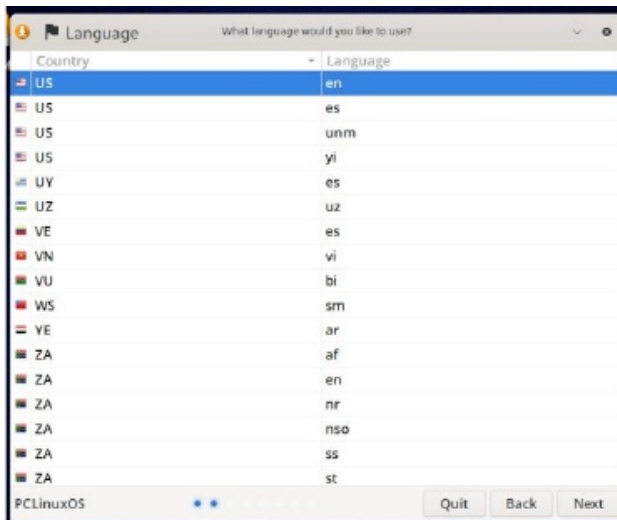 Language What language would you like to use?
Country Language
US en
US es
US unm
US yi
UY es
UZ uz
VE es
VN vi
VU bi
WS sm
YE ar
ZA af
ZA en
ZA nr
ZA nso
ZA ss
ZA st
PCLinuxOS Quit Back Next